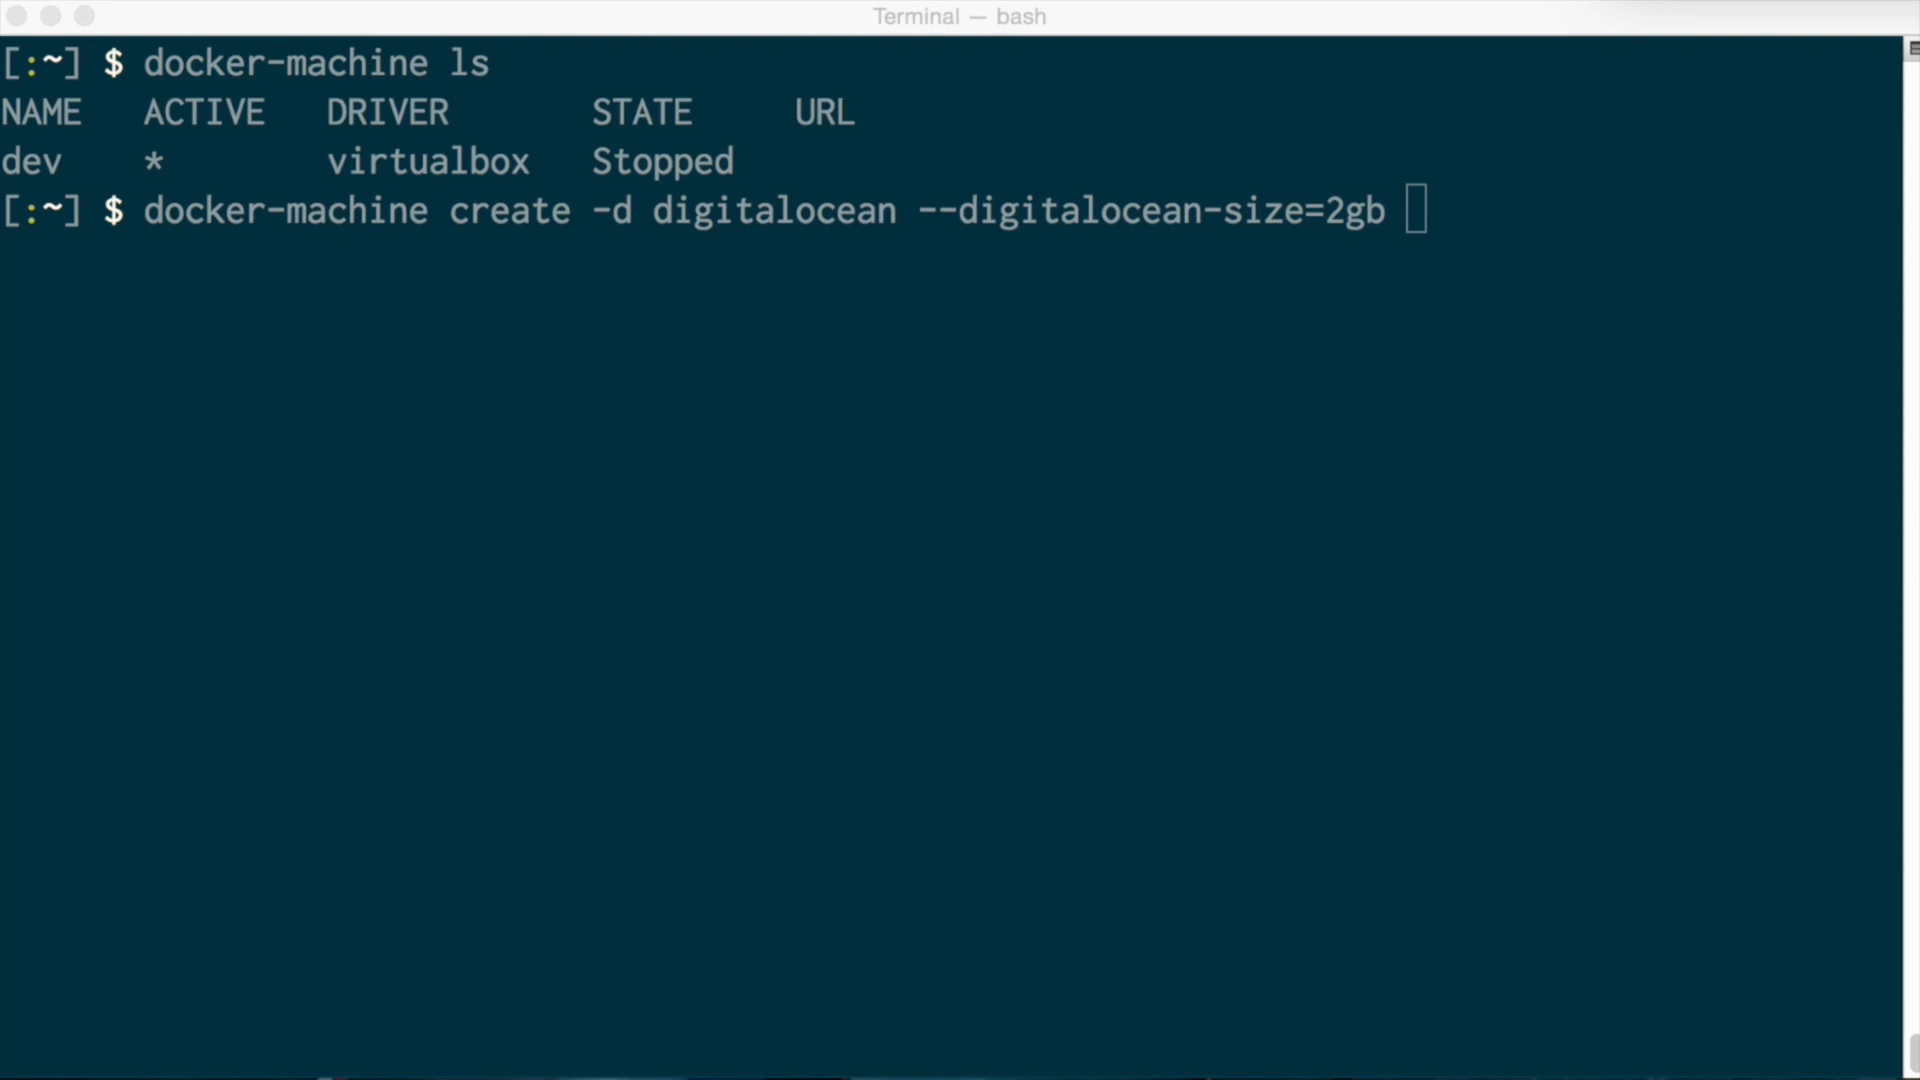 Terminal — bash
[:~] $ docker-machine ls
NAME   ACTIVE   DRIVER       STATE     URL
dev    *        virtualbox   Stopped
[:~] $ docker-machine create -d digitalocean --digitalocean-size=2gb